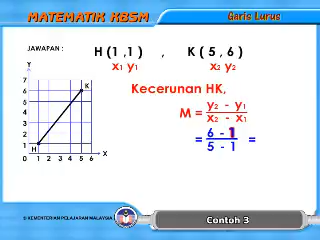 MATEMATIK KBSM
Garis Lurus
JAWAPAN :
H ( 1 , 1 ) , K ( 5 , 6 )
x1 y1 x2 y2
Kecerunan HK,
M = y2 - y1 / x2 - x1
= 6 - 1 / 5 - 1 =
Y
7
6
5
4
3
2
1
0 1 2 3 4 5 6 X
K
H
© KEMENTERIAN PELAJARAN MALAYSIA
Contoh 3